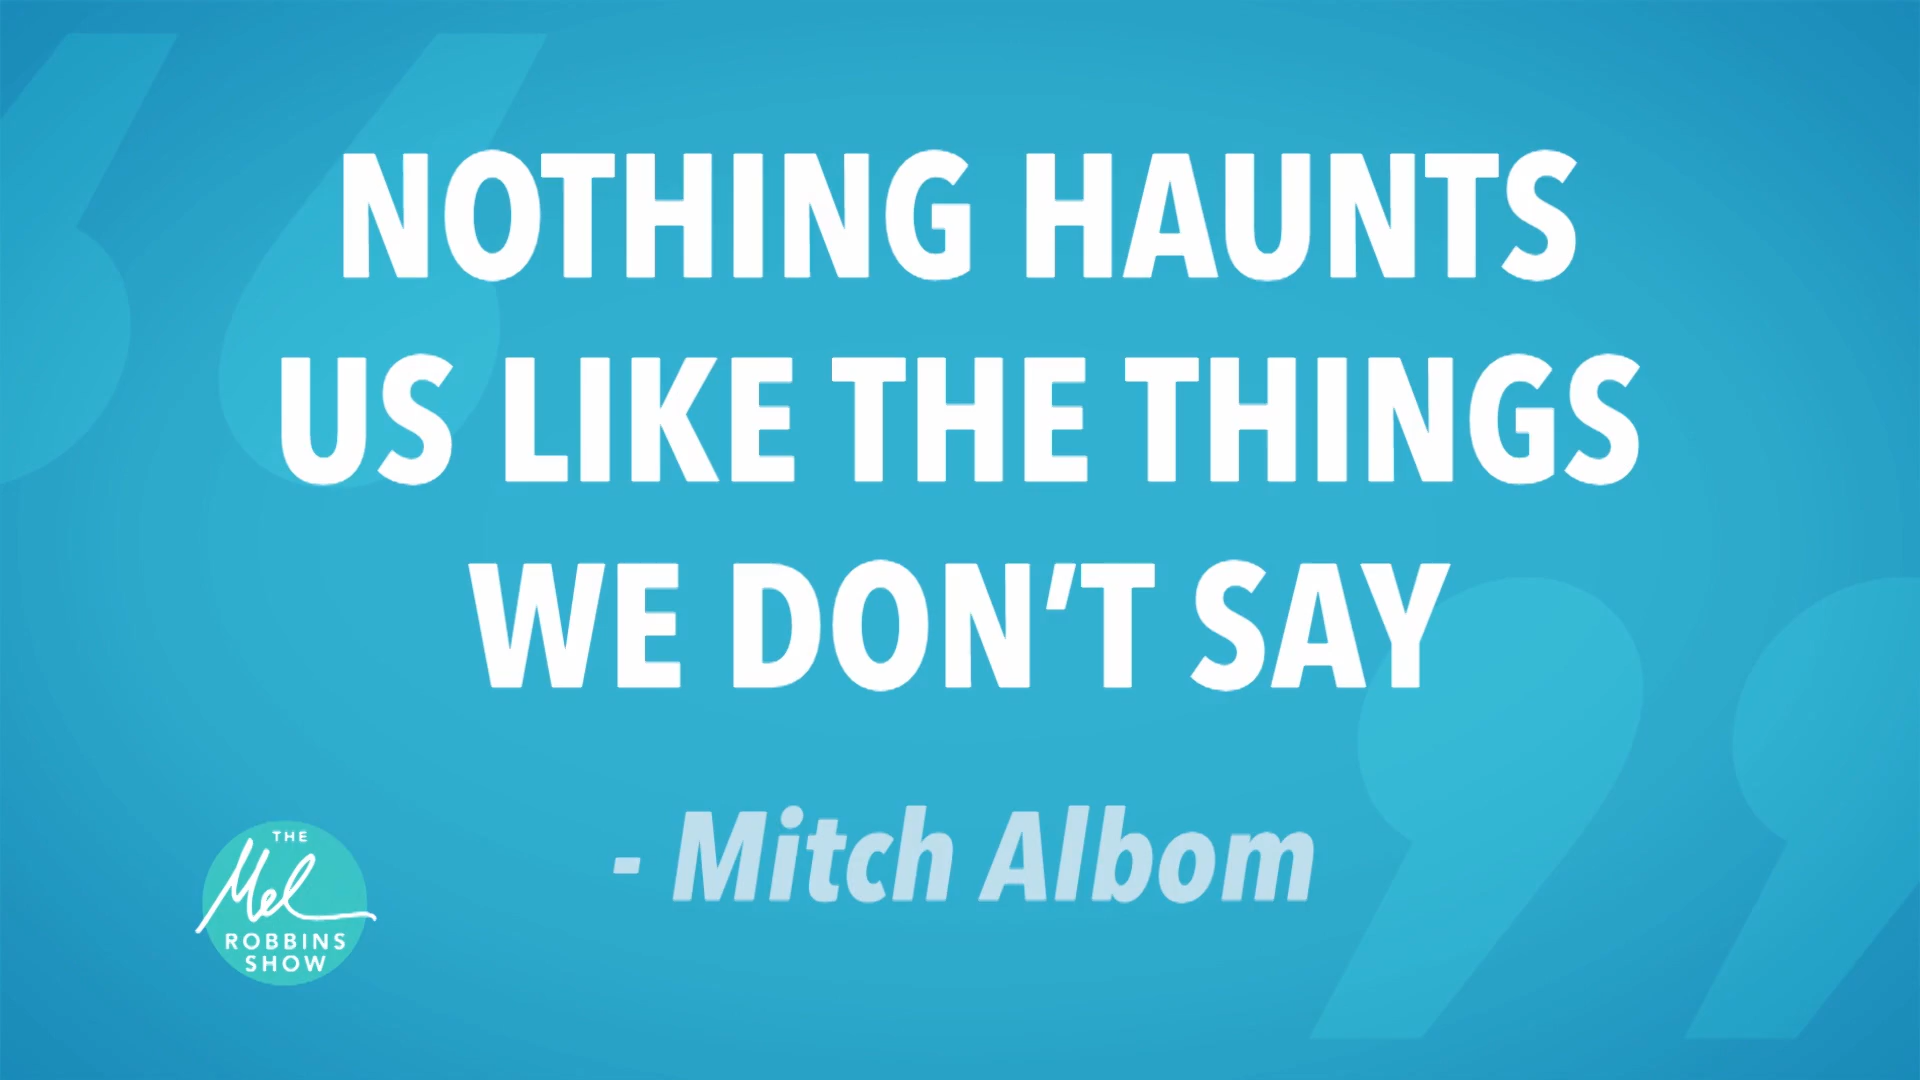 NOTHING HAUNTS
US LIKE THE THINGS
WE DON’T SAY
- Mitch Albom
THE
Mel
ROBBINS
SHOW